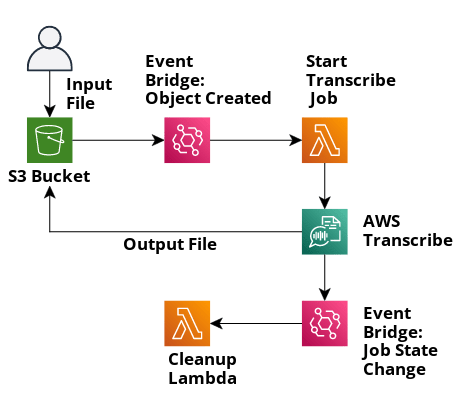 Input
File
Event
Bridge:
Object Created
Start
Transcribe
Job
S3 Bucket
AWS
Transcribe
Output File
Event
Bridge:
Job State
Change
Cleanup
Lambda